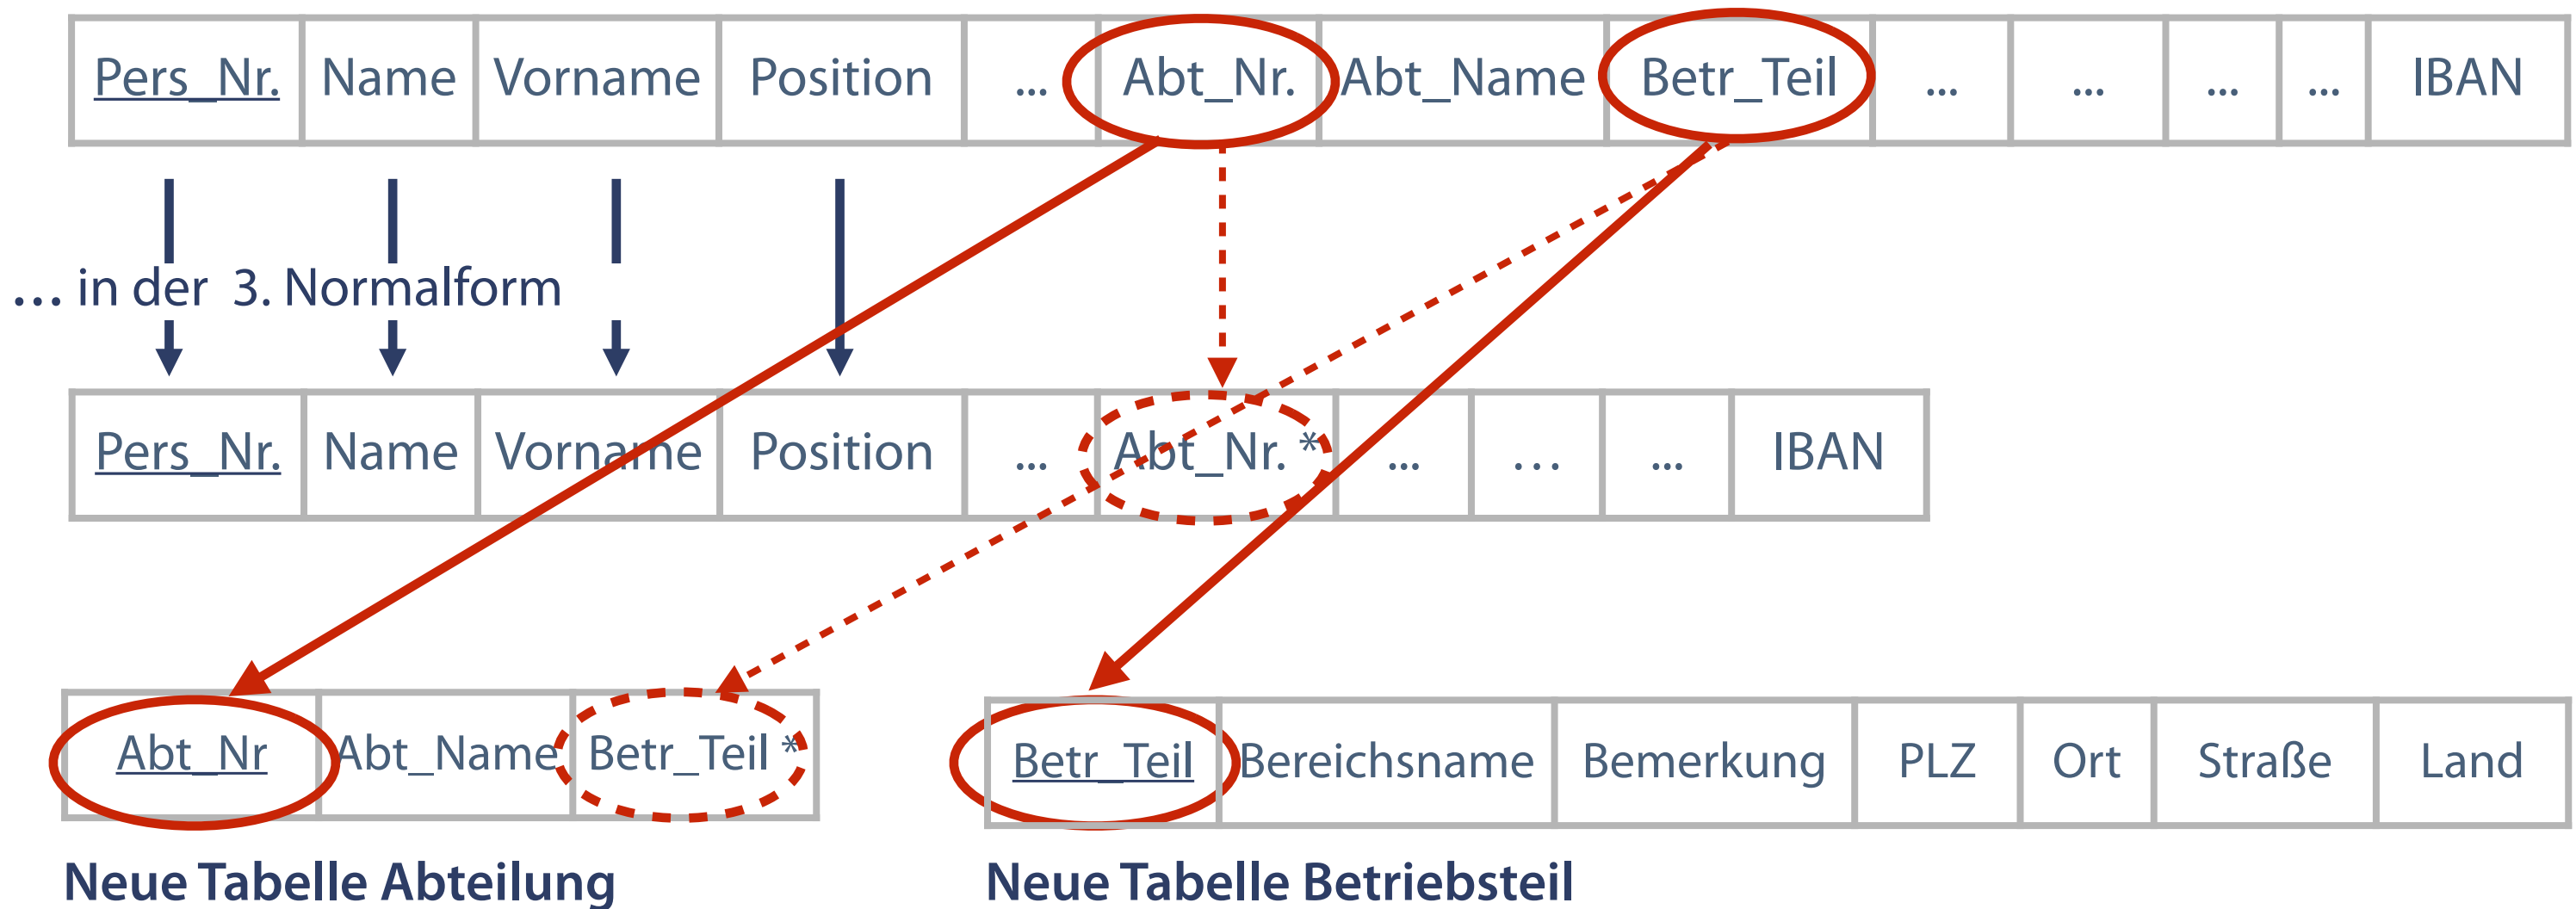 Pers_Nr. Name Vorname Position ... Abt_Nr. Abt_Name Betr_Teil ... ... ... ... IBAN
... in der 3. Normalform
Pers_Nr. Name Vorname Position ... Abt_Nr. * ... ... ... IBAN
Abt_Nr Abt_Name Betr_Teil * Betr_Teil Bereichsname Bemerkung PLZ Ort Straße Land
Neue Tabelle Abteilung Neue Tabelle Betriebsteil